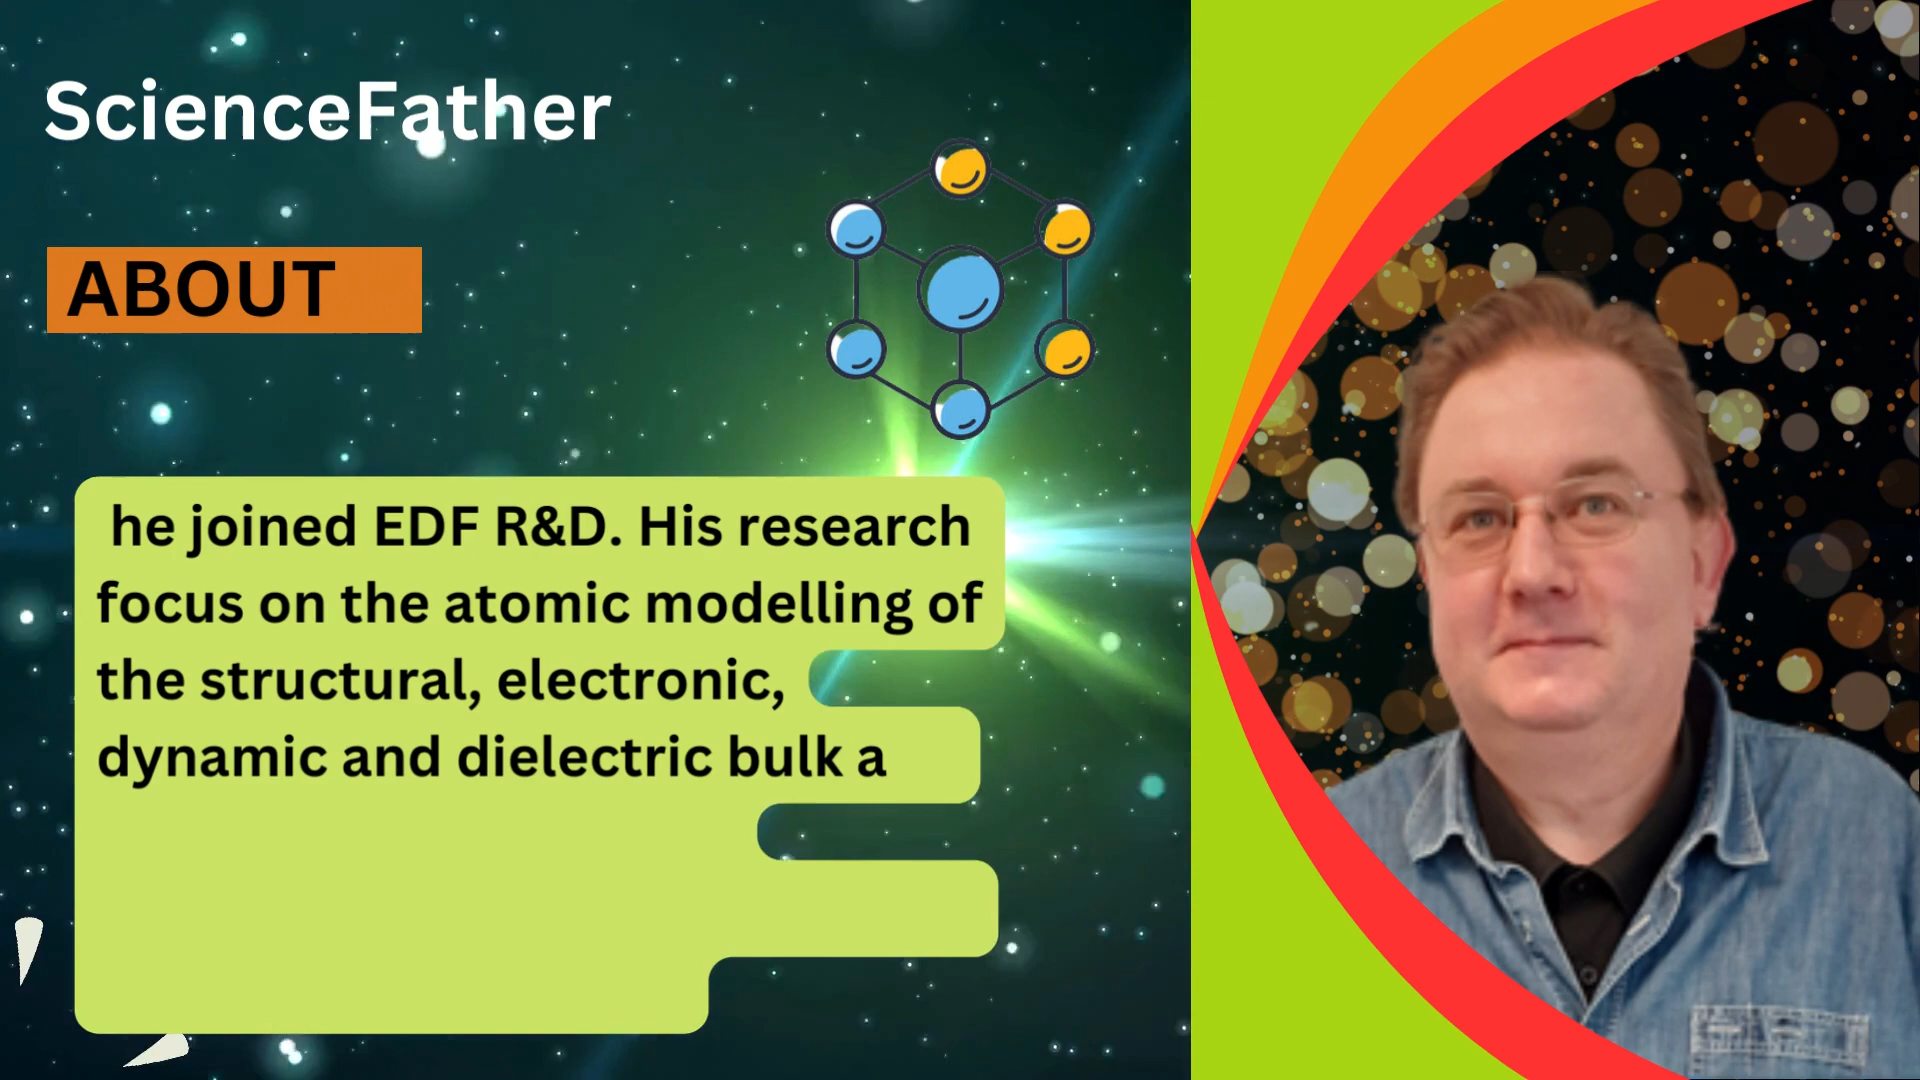 ScienceFather
ABOUT
he joined EDF R&D. His research
focus on the atomic modelling of
the structural, electronic,
dynamic and dielectric bulk a